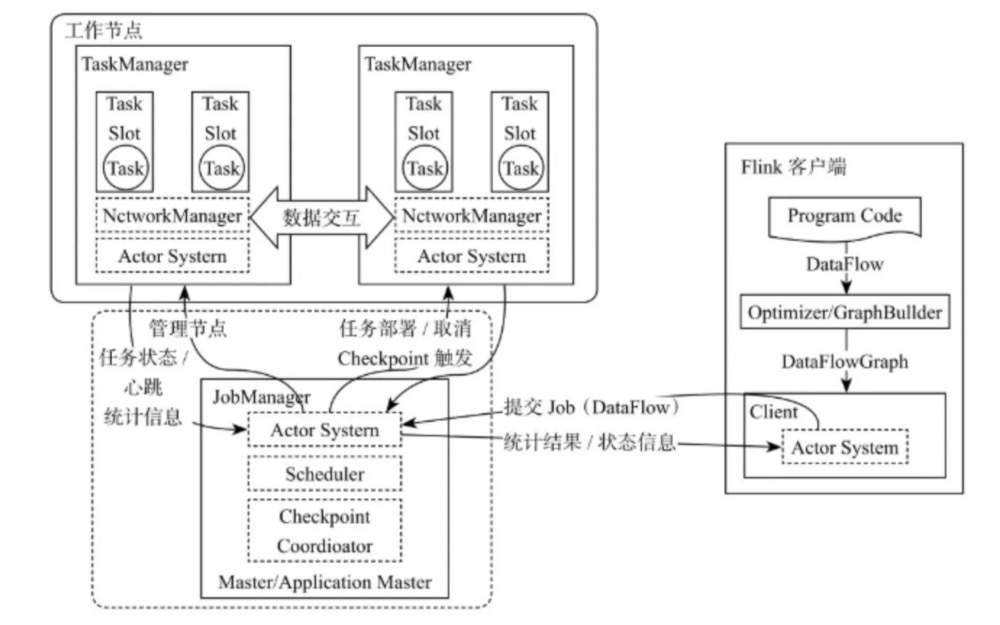 工作节点
TaskManager
Task
Slot
Task
Task
Slot
Task
NctworkManager
Actor Systern
数据交互
TaskManager
Task
Slot
Task
Task
Slot
Task
NctworkManager
Actor Systern
管理节点
任务状态 /
心跳
统计信息
任务部署 / 取消
Checkpoint 触发
JobManager
Actor Systern
Scheduler
Checkpoint
Coordioator
Master/Application Master
提交 Job（DataFlow）
统计结果 / 状态信息
Flink 客户端
Program Code
DataFlow
Optimizer/GraphBullder
DataFlowGraph
Client
Actor System